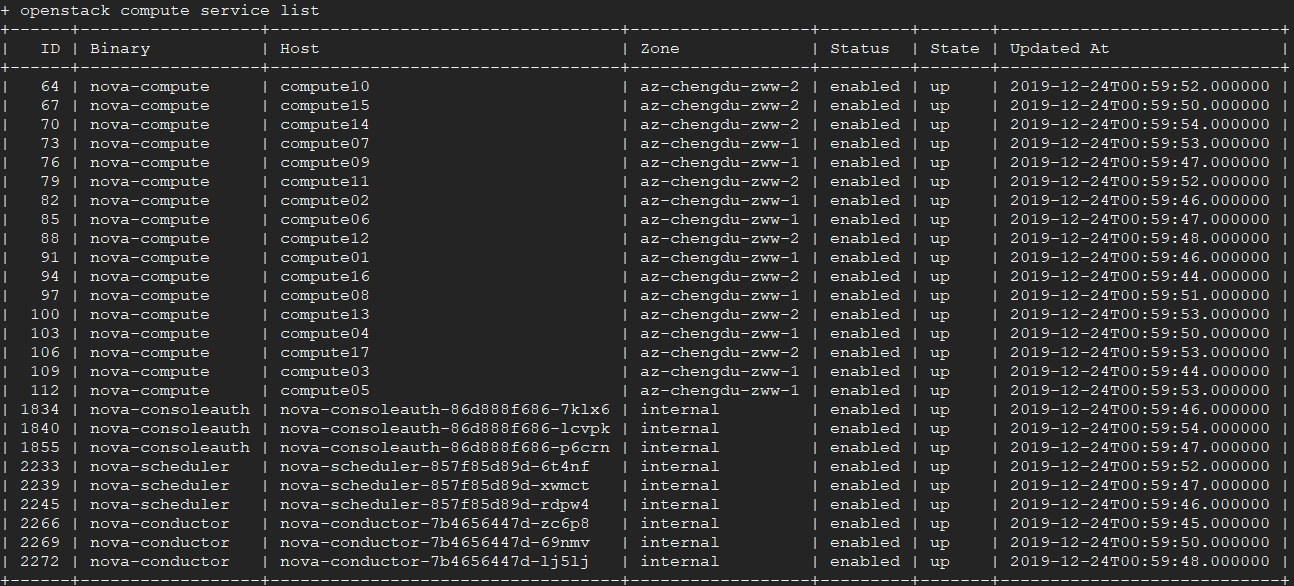 + openstack compute service list
+------+------------------+-----------------------------------+------------------+---------+-------+----------------------------+
|   ID | Binary           | Host                              | Zone             | Status  | State | Updated At                 |
+------+------------------+-----------------------------------+------------------+---------+-------+----------------------------+
|   64 | nova-compute     | compute10                         | az-chengdu-zww-2 | enabled | up    | 2019-12-24T00:59:52.000000 |
|   67 | nova-compute     | compute15                         | az-chengdu-zww-2 | enabled | up    | 2019-12-24T00:59:50.000000 |
|   70 | nova-compute     | compute14                         | az-chengdu-zww-2 | enabled | up    | 2019-12-24T00:59:54.000000 |
|   73 | nova-compute     | compute07                         | az-chengdu-zww-1 | enabled | up    | 2019-12-24T00:59:53.000000 |
|   76 | nova-compute     | compute09                         | az-chengdu-zww-1 | enabled | up    | 2019-12-24T00:59:47.000000 |
|   79 | nova-compute     | compute11                         | az-chengdu-zww-2 | enabled | up    | 2019-12-24T00:59:52.000000 |
|   82 | nova-compute     | compute02                         | az-chengdu-zww-1 | enabled | up    | 2019-12-24T00:59:46.000000 |
|   85 | nova-compute     | compute06                         | az-chengdu-zww-1 | enabled | up    | 2019-12-24T00:59:47.000000 |
|   88 | nova-compute     | compute12                         | az-chengdu-zww-2 | enabled | up    | 2019-12-24T00:59:48.000000 |
|   91 | nova-compute     | compute01                         | az-chengdu-zww-1 | enabled | up    | 2019-12-24T00:59:46.000000 |
|   94 | nova-compute     | compute16                         | az-chengdu-zww-2 | enabled | up    | 2019-12-24T00:59:44.000000 |
|   97 | nova-compute     | compute08                         | az-chengdu-zww-1 | enabled | up    | 2019-12-24T00:59:51.000000 |
|  100 | nova-compute     | compute13                         | az-chengdu-zww-2 | enabled | up    | 2019-12-24T00:59:53.000000 |
|  103 | nova-compute     | compute04                         | az-chengdu-zww-1 | enabled | up    | 2019-12-24T00:59:50.000000 |
|  106 | nova-compute     | compute17                         | az-chengdu-zww-2 | enabled | up    | 2019-12-24T00:59:53.000000 |
|  109 | nova-compute     | compute03                         | az-chengdu-zww-1 | enabled | up    | 2019-12-24T00:59:44.000000 |
|  112 | nova-compute     | compute05                         | az-chengdu-zww-1 | enabled | up    | 2019-12-24T00:59:53.000000 |
| 1834 | nova-consoleauth | nova-consoleauth-86d888f686-7klx6 | internal         | enabled | up    | 2019-12-24T00:59:46.000000 |
| 1840 | nova-consoleauth | nova-consoleauth-86d888f686-lcvpk | internal         | enabled | up    | 2019-12-24T00:59:54.000000 |
| 1855 | nova-consoleauth | nova-consoleauth-86d888f686-p6crn | internal         | enabled | up    | 2019-12-24T00:59:47.000000 |
| 2233 | nova-scheduler   | nova-scheduler-857f85d89d-6t4nf   | internal         | enabled | up    | 2019-12-24T00:59:52.000000 |
| 2239 | nova-scheduler   | nova-scheduler-857f85d89d-xwmct   | internal         | enabled | up    | 2019-12-24T00:59:47.000000 |
| 2245 | nova-scheduler   | nova-scheduler-857f85d89d-rdpw4   | internal         | enabled | up    | 2019-12-24T00:59:46.000000 |
| 2266 | nova-conductor   | nova-conductor-7b4656447d-zc6p8   | internal         | enabled | up    | 2019-12-24T00:59:45.000000 |
| 2269 | nova-conductor   | nova-conductor-7b4656447d-69nmv   | internal         | enabled | up    | 2019-12-24T00:59:50.000000 |
| 2272 | nova-conductor   | nova-conductor-7b4656447d-lj5lj   | internal         | enabled | up    | 2019-12-24T00:59:48.000000 |
+------+------------------+-----------------------------------+------------------+---------+-------+----------------------------+